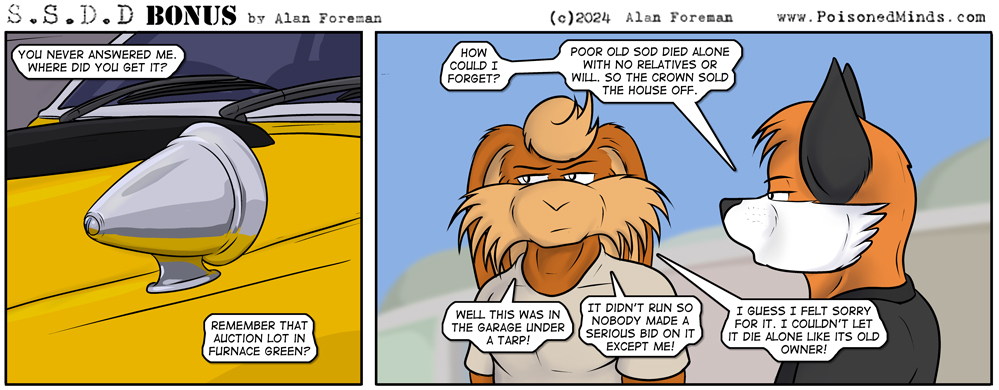 S.S.D.D BONUS by Alan Foreman (c)2024 Alan Foreman www.PoisonedMinds.com
YOU NEVER ANSWERED ME.
WHERE DID YOU GET IT?
REMEMBER THAT
AUCTION LOT IN
FURNACE GREEN?
HOW
COULD I
FORGET?
POOR OLD SOD DIED ALONE
WITH NO RELATIVES OR
WILL. SO THE CROWN SOLD
THE HOUSE OFF.
WELL THIS WAS IN
THE GARAGE UNDER
A TARP!
IT DIDN'T RUN SO
NOBODY MADE A
SERIOUS BID ON IT
EXCEPT ME!
I GUESS I FELT SORRY
FOR IT. I COULDN'T LET
IT DIE ALONE LIKE ITS OLD
OWNER!